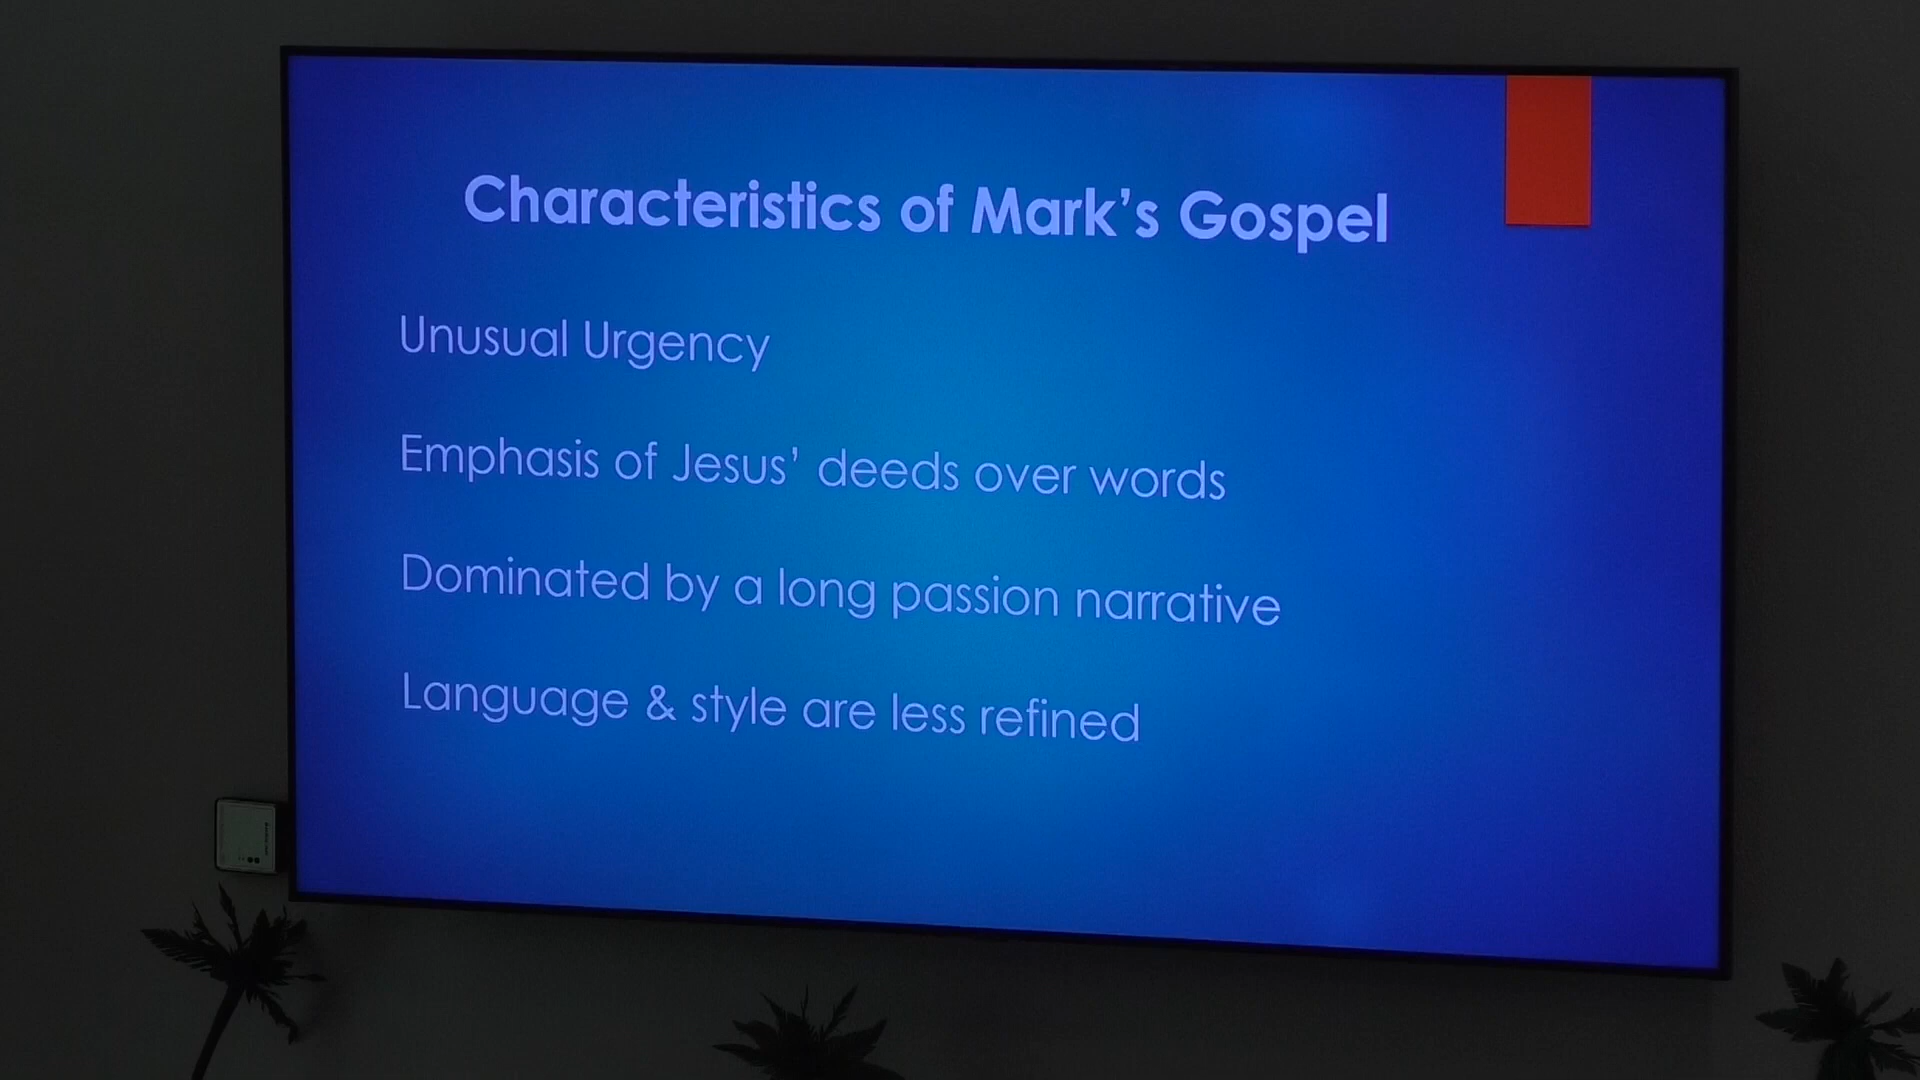 Characteristics of Mark’s Gospel
Unusual Urgency
Emphasis of Jesus’ deeds over words
Dominated by a long passion narrative
Language & style are less refined